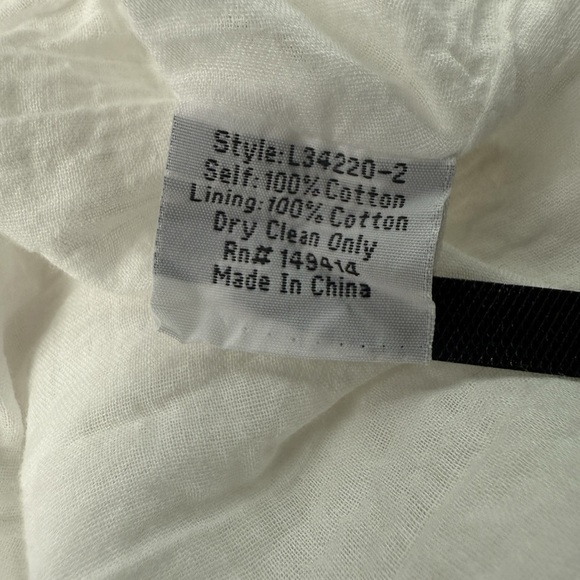 Style: L34220-2
Self: 100% Cotton
Lining: 100% Cotton
Dry Clean Only
Rn#
Made In China